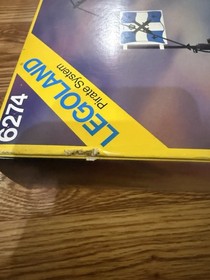 LEGOLAND
Pirate System
6274